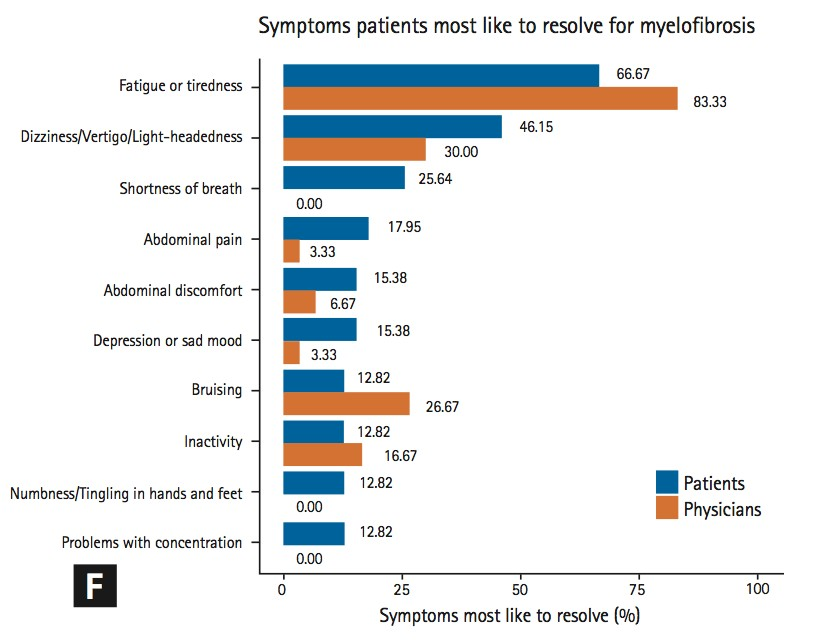 Symptoms patients most like to resolve for myelofibrosis
Fatigue or tiredness
66.67
83.33
Dizziness/Vertigo/Light-headedness
46.15
30.00
Shortness of breath
25.64
0.00
Abdominal pain
17.95
3.33
Abdominal discomfort
15.38
6.67
Depression or sad mood
15.38
3.33
Bruising
12.82
26.67
Inactivity
12.82
16.67
Numbness/Tingling in hands and feet
12.82
0.00
Problems with concentration
12.82
0.00
Patients
Physicians
F
0 25 50 75 100
Symptoms most like to resolve (%)